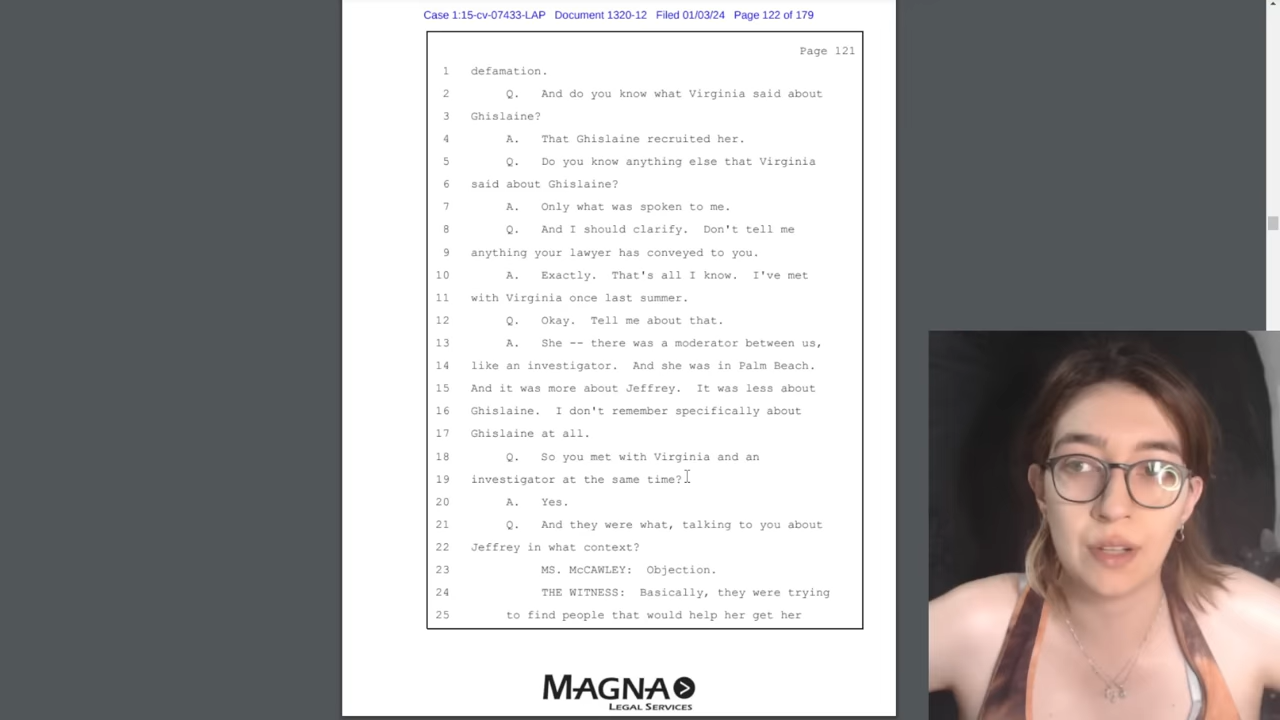 Case 1:15-cv-07433-LAP Document 1320-12 Filed 01/03/24 Page 122 of 179
Page 121
1 defamation.
2 Q. And do you know what Virginia said about
3 Ghislaine?
4 A. That Ghislaine recruited her.
5 Q. Do you know anything else that Virginia
6 said about Ghislaine?
7 A. Only what was spoken to me.
8 Q. And I should clarify. Don't tell me
9 anything your lawyer has conveyed to you.
10 A. Exactly. That's all I know. I've met
11 with Virginia once last summer.
12 Q. Okay. Tell me about that.
13 A. She -- there was a moderator between us,
14 like an investigator. And she was in Palm Beach.
15 And it was more about Jeffrey. It was less about
16 Ghislaine. I don't remember specifically about
17 Ghislaine at all.
18 Q. So you met with Virginia and an
19 investigator at the same time?
20 A. Yes.
21 Q. And they were what, talking to you about
22 Jeffrey in what context?
23 MS. McCAWLEY: Objection.
24 THE WITNESS: Basically, they were trying
25 to find people that would help her get her
MAGNA
LEGAL SERVICES